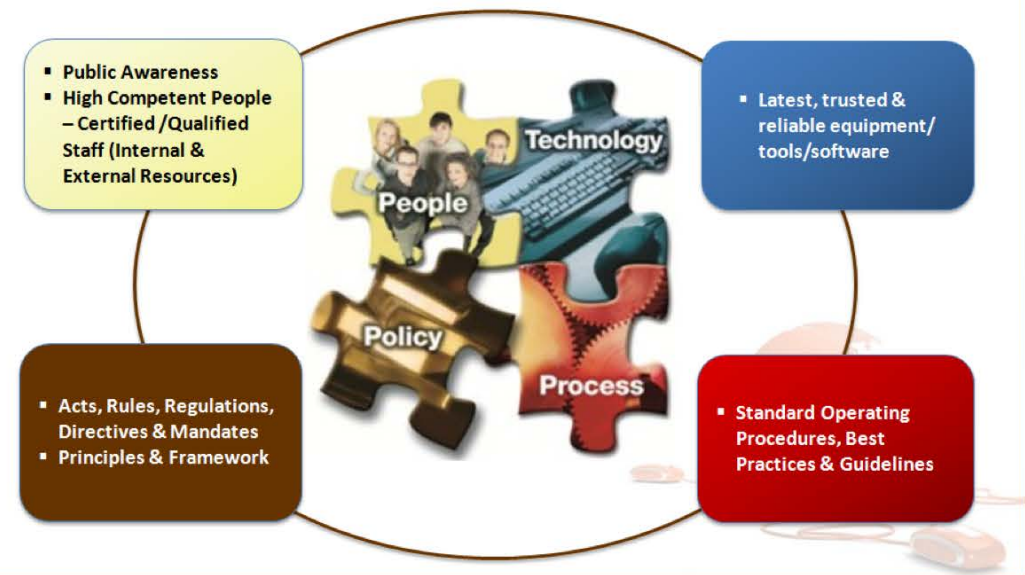 ▪ Public Awareness
▪ High Competent People
– Certified /Qualified
Staff (Internal &
External Resources)
▪ Latest, trusted &
reliable equipment/
tools/software
People
Technology
Policy
Process
▪ Acts, Rules, Regulations,
Directives & Mandates
▪ Principles & Framework
▪ Standard Operating
Procedures, Best
Practices & Guidelines